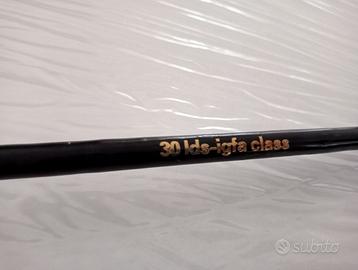 30 lds-igfa class
subito